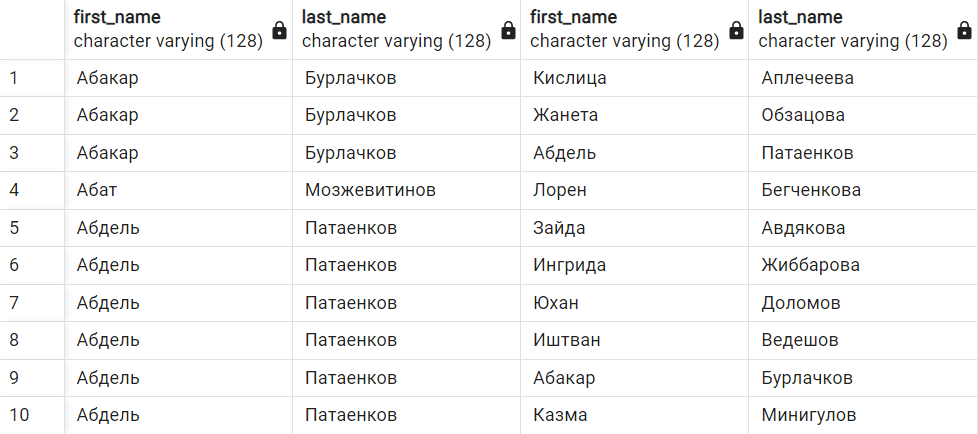 first_name last_name first_name last_name
character varying (128) character varying (128) character varying (128) character varying (128)
1 Абакар Бурлачков Кислица Аплечеева
2 Абакар Бурлачков Жанета Обзацова
3 Абакар Бурлачков Абдель Патаенков
4 Абат Мозжевитинов Лорен Бегченкова
5 Абдель Патаенков Зайда Авдякова
6 Абдель Патаенков Ингрида Жиббарова
7 Абдель Патаенков Юхан Доломов
8 Абдель Патаенков Иштван Ведешов
9 Абдель Патаенков Абакар Бурлачков
10 Абдель Патаенков Казма Минигулов